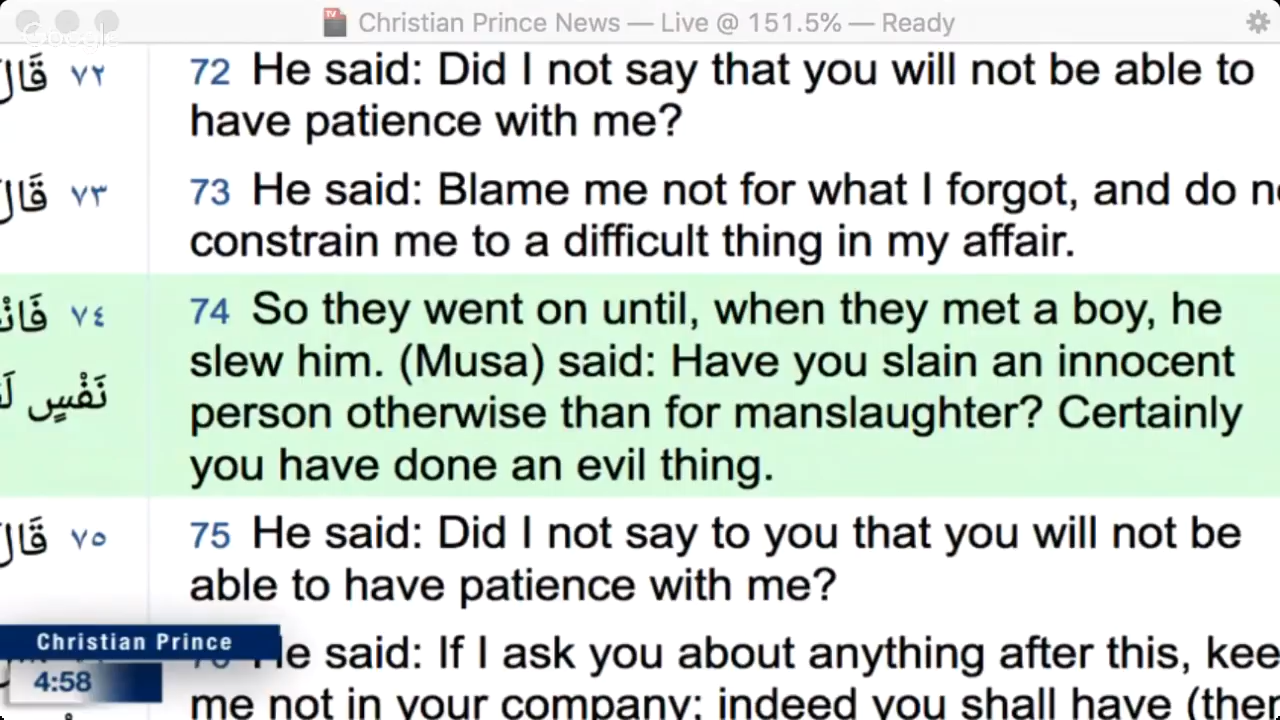 Christian Prince News — Live @ 151.5% — Ready
Google
قَالَ ٧٢ 72 He said: Did I not say that you will not be able to
have patience with me?
قَالَ ٧٣ 73 He said: Blame me not for what I forgot, and do
constrain me to a difficult thing in my affair.
٧٤ 74 So they went on until, when they met a boy, he
slew him. (Musa) said: Have you slain an innocent
نَفْسٍ person otherwise than for manslaughter? Certainly
you have done an evil thing.
قَالَ ٧٥ 75 He said: Did I not say to you that you will not be
able to have patience with me?
Christian Prince
He said: If I ask you about anything after this,
4:58
me not in your company; indeed you shall have